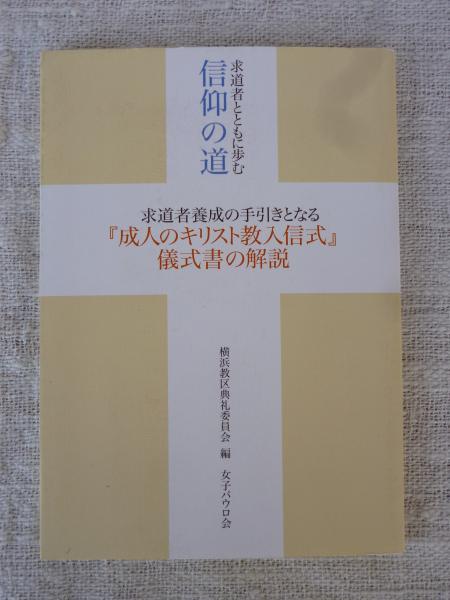 求道者とともに歩む
信仰の道
求道者養成の手引きとなる
『成人のキリスト教入信式』
儀式書の解説
横浜教区典礼委員会 編 女子パウロ会